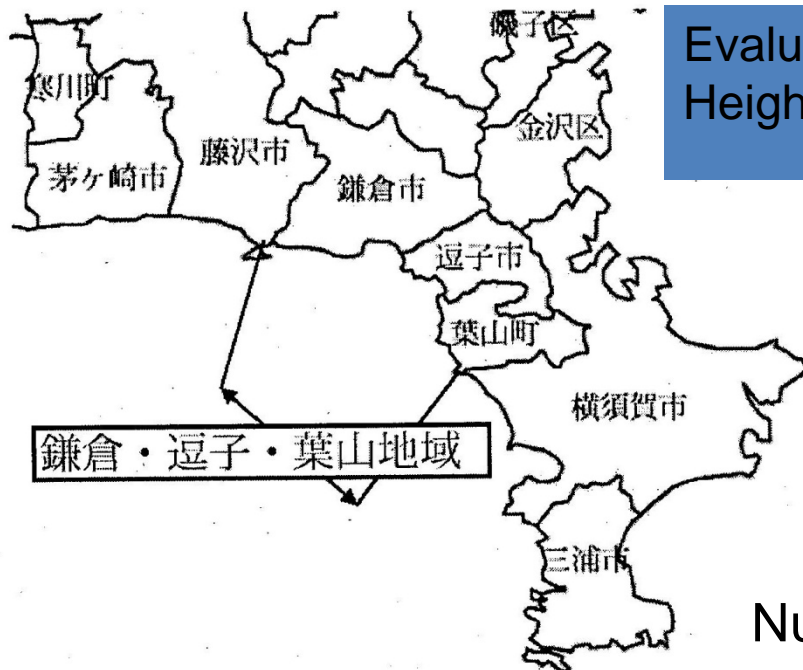 磯子区
Evalu
Heigh
寒川町
金沢区
藤沢市
茅ヶ崎市
鎌倉市
逗子市
葉山町
横須賀市
鎌倉・逗子・葉山地域
三浦市
Nu